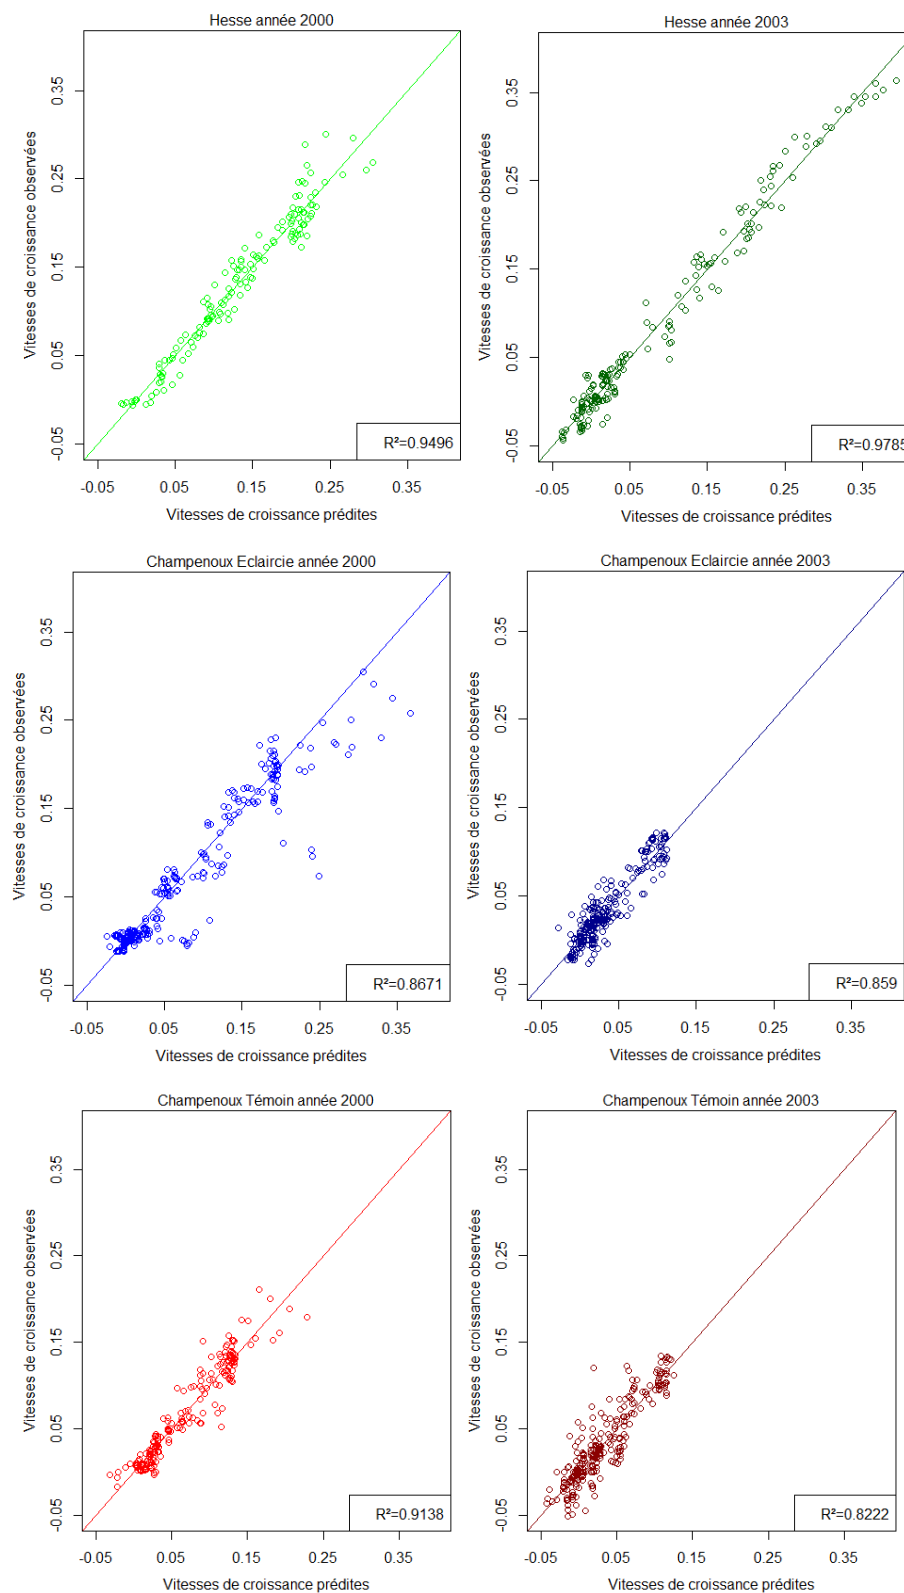 Hesse année 2000
Vitesses de croissance observées
0.35
0.25
0.15
0.05
-0.05
R²=0.9496
-0.05 0.05 0.15 0.25 0.35
Vitesses de croissance prédites
Hesse année 2003
Vitesses de croissance observées
0.35
0.25
0.15
0.05
-0.05
R²=0.9785
-0.05 0.05 0.15 0.25 0.35
Vitesses de croissance prédites
Champenoux Eclaircie année 2000
Vitesses de croissance observées
0.35
0.25
0.15
0.05
-0.05
R²=0.8671
-0.05 0.05 0.15 0.25 0.35
Vitesses de croissance prédites
Champenoux Eclaircie année 2003
Vitesses de croissance observées
0.35
0.25
0.15
0.05
-0.05
R²=0.859
-0.05 0.05 0.15 0.25 0.35
Vitesses de croissance prédites
Champenoux Témoin année 2000
Vitesses de croissance observées
0.35
0.25
0.15
0.05
-0.05
R²=0.9138
-0.05 0.05 0.15 0.25 0.35
Vitesses de croissance prédites
Champenoux Témoin année 2003
Vitesses de croissance observées
0.35
0.25
0.15
0.05
-0.05
R²=0.8222
-0.05 0.05 0.15 0.25 0.35
Vitesses de croissance prédites